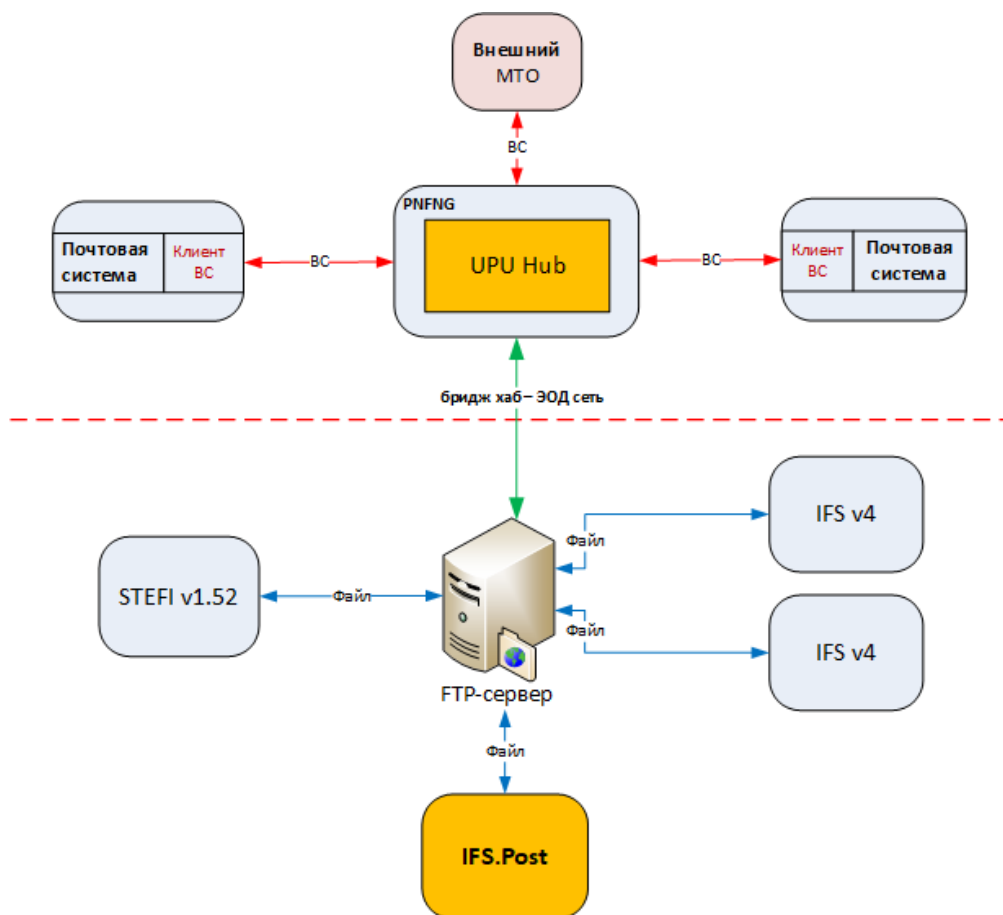 Внешний
МТО
ВС
PNFNG
UPU Hub
Почтовая
система
Клиент
ВС
ВС
ВС
Клиент
ВС
Почтовая
система
бридж хаб – ЭОД сеть
IFS v4
Файл
STEFI v1.52
Файл
Файл
IFS v4
FTP-сервер
Файл
IFS.Post